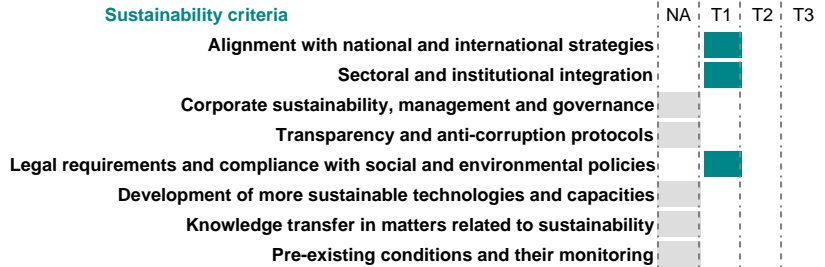 Sustainability criteria NA T1 T2 T3
Alignment with national and international strategies
Sectoral and institutional integration
Corporate sustainability, management and governance
Transparency and anti-corruption protocols
Legal requirements and compliance with social and environmental policies
Development of more sustainable technologies and capacities
Knowledge transfer in matters related to sustainability
Pre-existing conditions and their monitoring